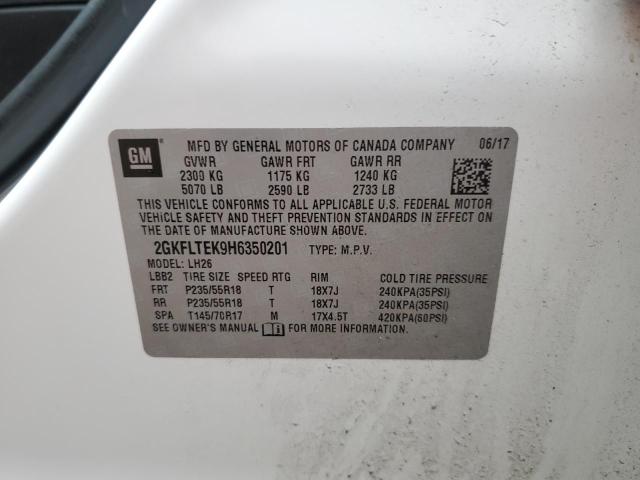 GM
MFD BY GENERAL MOTORS OF CANADA COMPANY 06/17
GVWR GAWR FRT GAWR RR
2309 KG 1175 KG 1240 KG
5070 LB 2590 LB 2733 LB
THIS VEHICLE CONFORMS TO ALL APPLICABLE U.S. FEDERAL MOTOR
VEHICLE SAFETY AND THEFT PREVENTION STANDARDS IN EFFECT ON
THE DATE OF MANUFACTURE SHOWN ABOVE.
2GKFLTEK9H6350201 TYPE: M.P.V.
MODEL: LH26
LBB2 TIRE SIZE SPEED RTG RIM COLD TIRE PRESSURE
FRT P235/55R18 T 18X7J 240KPA(35PSI)
RR P235/55R18 T 18X7J 240KPA(35PSI)
SPA T145/70R17 M 17X4.5T 420KPA(60PSI)
SEE OWNER'S MANUAL FOR MORE INFORMATION